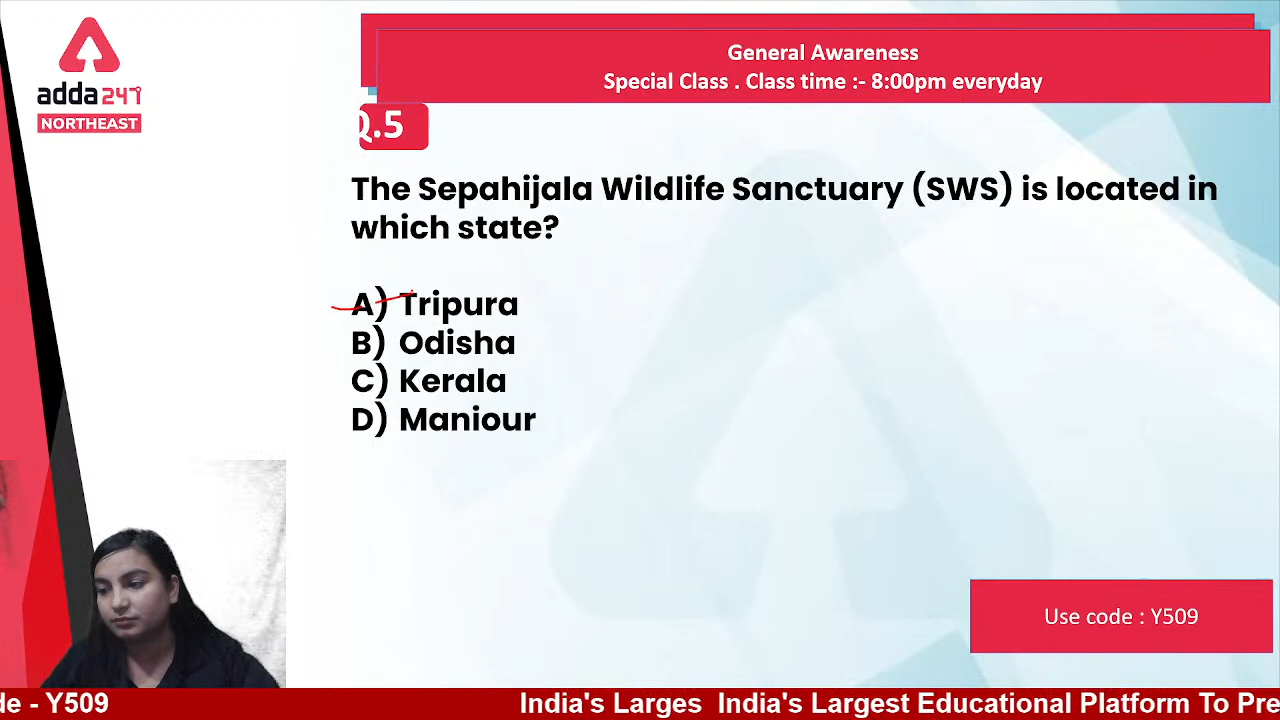 General Awareness
Special Class . Class time :- 8:00pm everyday
adda247
NORTHEAST
Q.5
The Sepahijala Wildlife Sanctuary (SWS) is located in
which state?
A) Tripura
B) Odisha
C) Kerala
D) Maniour
Use code : Y509
de - Y509 India's Larges India's Largest Educational Platform To Pre